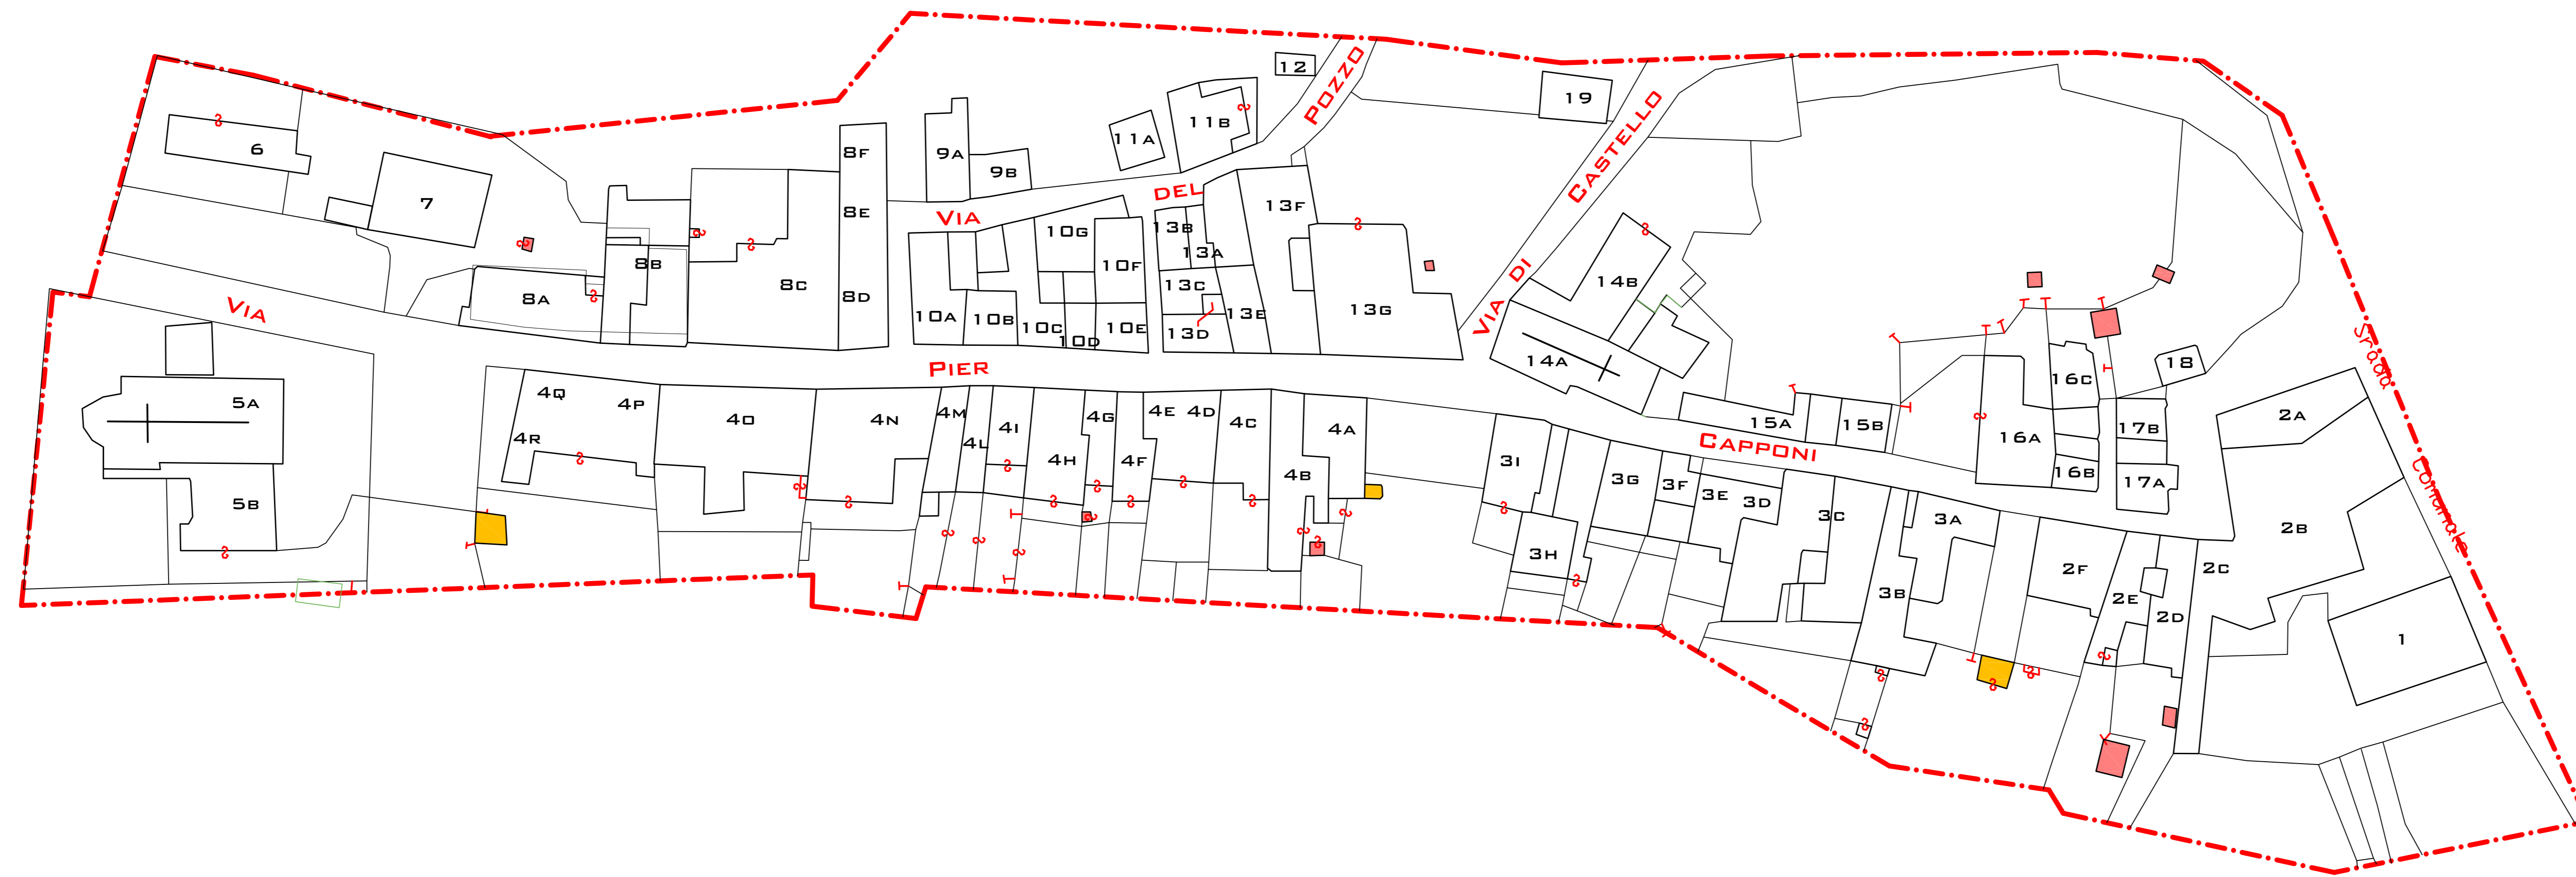 12
POZZO
19
CASTELLO
DI
VIA
6
7
8F
8E
8D
9A
9B
11A
11B
VIA
DEL
8A
8B
8C
10A
10B
10C
10D
10E
10F
10G
13A
13B
13C
13D
13E
13F
13G
14A
14B
VIA
PIER
CAPPONI
5A
5B
4R
4Q
4P
4O
4N
4M
4L
4I
4H
4G
4F
4E
4D
4C
4B
4A
15A
15B
16A
16B
16C
17A
17B
18
3I
3H
3G
3F
3E
3D
3C
3B
3A
2F
2E
2D
2C
2B
2A
1
Srada
Comunale